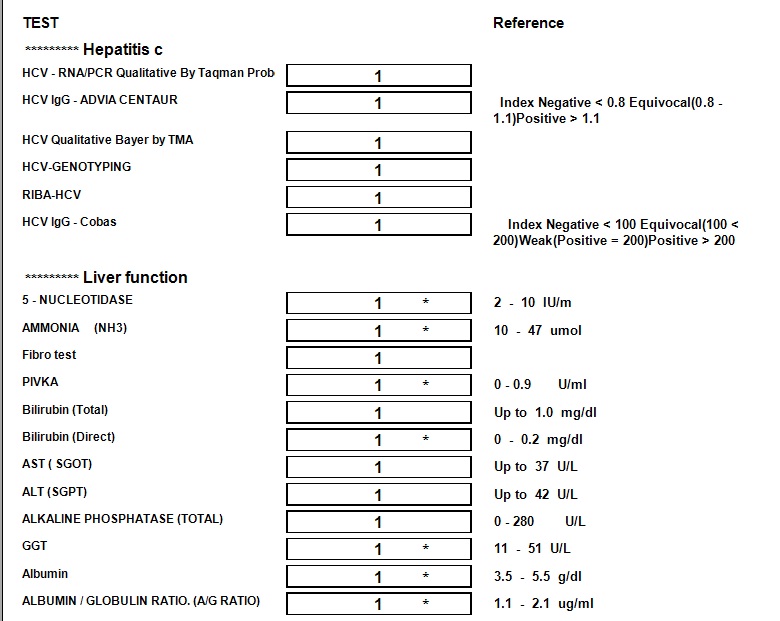 TEST Reference
********* Hepatitis c
HCV - RNA/PCR Qualitative By Taqman Prob 1
HCV IgG - ADVIA CENTAUR 1 Index Negative < 0.8 Equivocal(0.8 -
1.1)Positive > 1.1
HCV Qualitative Bayer by TMA 1
HCV-GENOTYPING 1
RIBA-HCV 1
HCV IgG - Cobas 1 Index Negative < 100 Equivocal(100 <
200)Weak(Positive = 200)Positive > 200
********* Liver function
5 - NUCLEOTIDASE 1 * 2 - 10 IU/m
AMMONIA (NH3) 1 * 10 - 47 umol
Fibro test 1
PIVKA 1 * 0 - 0.9 U/ml
Bilirubin (Total) 1 Up to 1.0 mg/dl
Bilirubin (Direct) 1 * 0 - 0.2 mg/dl
AST ( SGOT) 1 Up to 37 U/L
ALT (SGPT) 1 Up to 42 U/L
ALKALINE PHOSPHATASE (TOTAL) 1 0 - 280 U/L
GGT 1 * 11 - 51 U/L
Albumin 1 * 3.5 - 5.5 g/dl
ALBUMIN / GLOBULIN RATIO. (A/G RATIO) 1 * 1.1 - 2.1 ug/ml